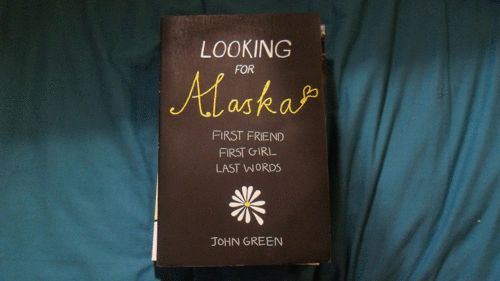 LOOKING
FOR
Alaska
FIRST FRIEND
FIRST GIRL
LAST WORDS
JOHN GREEN